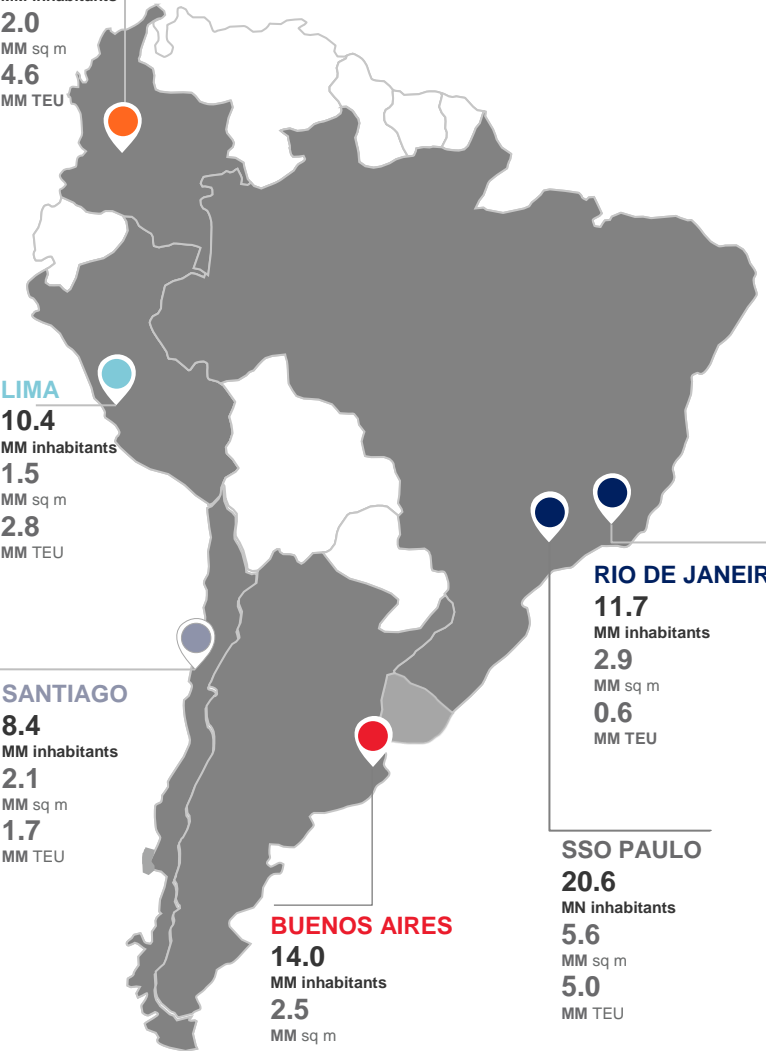 2.0
MM sq m
4.6
MM TEU
LIMA
10.4
MM inhabitants
1.5
MM sq m
2.8
MM TEU
RIO DE JANEIR
11.7
MM inhabitants
2.9
MM sq m
0.6
MM TEU
SANTIAGO
8.4
MM inhabitants
2.1
MM sq m
1.7
MM TEU
SSO PAULO
20.6
MN inhabitants
5.6
MM sq m
5.0
MM TEU
BUENOS AIRES
14.0
MM inhabitants
2.5
MM sq m